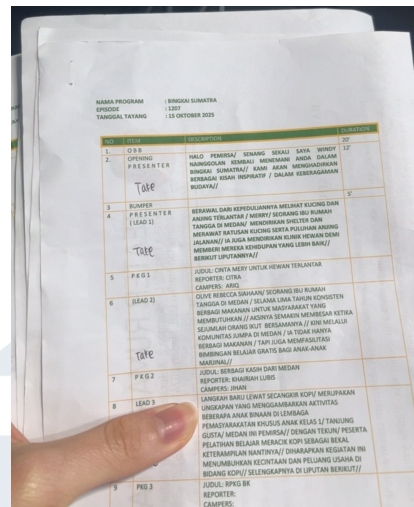 NAMA PROGRAM : BINGKAI SUMATRA
EPISODE : 1207
TANGGAL TAYANG : 15 OKTOBER 2025
NO ITEM DESCRIPTION DURATION
1. OBB 20'
2. OPENING PRESENTER 12'
Tate
HALO PEMIRSA/ SENANG SEKALI SAYA WINDY
NAINGGOLAN KEMBALI MENEMANI ANDA DALAM
BINGKAI SUMATRA// KAMI AKAN MENGHADIRKAN
BERBAGAI KISAH INSPIRATIF / DALAM KEBERAGAMAN
BUDAYA//
3 BUMPER 5'
4 PRESENTER
(LEAD 1)
Tate
BERAWAL DARI KEPEDULIANNYA MELIHAT KUCING DAN
ANJING TERLANTAR / MERRY/ SEORANG IBU RUMAH
TANGGA DI MEDAN/ MENDIRIKAN SHELTER DAN
MERAWAT RATUSAN KUCING SERTA PULUHAN ANJING
JALANAN// IA JUGA MENDIRIKAN KLINIK HEWAN DEMI
MEMBERI MEREKA KEHIDUPAN YANG LEBIH BAIK//
BERIKUT LIPUTANNYA//
5 PKG1
JUDUL: CINTA MERY UNTUK HEWAN TERLANTAR
REPORTER: CITRA
CAMPERS: ARIQ
6 (LEAD 2)
Tate
OLIVE REBECCA SIAHAAN/ SEORANG IBU RUMAH
TANGGA DI MEDAN / SELAMA LIMA TAHUN KONSISTEN
BERBAGI MAKANAN UNTUK MASYARAKAT YANG
MEMBUTUHKAN // AKSINYA SEMAKIN MEMBESAR KETIKA
SEJUMLAH ORANG IKUT BERSAMANYA // KINI MELALUI
KOMUNITAS JUMPA DI MEDAN / IA TIDAK HANYA
BERBAGI MAKANAN / TAPI JUGA MEMFASILITASI
BIMBINGAN BELAJAR GRATIS BAGI ANAK-ANAK
MARJINAL//
7 PKG2
JUDUL: BERBAGI KASIH DARI MEDAN
REPORTER: KHAIRIAH LUBIS
CAMPERS: JIHAN
8 LEAD 3
LANGKAH BARU LEWAT SECANGKIR KOPI/ MERUPAKAN
UNGKAPAN YANG MENGGAMBARKAN AKTIVITAS
BEBERAPA ANAK BINAAN DI LEMBAGA
PEMASYARAKATAN KHUSUS ANAK KELAS 1/ TANJUNG
GUSTA/ MEDAN INI PEMIRSA// DENGAN TEKUN/ PESERTA
PELATIHAN BELAJAR MERACIK KOPI SEBAGAI BEKAL
KETERAMPILAN NANTINYA// DIHARAPKAN KEGIATAN INI
MENUMBUHKAN KECINTAAN DAN PELUANG USAHA DI
BIDANG KOPI// SELENGKAPNYA DI LIPUTAN BERIKUT//
9 PKG 3
JUDUL: RPKG BK
REPORTER:
CAMPERS: